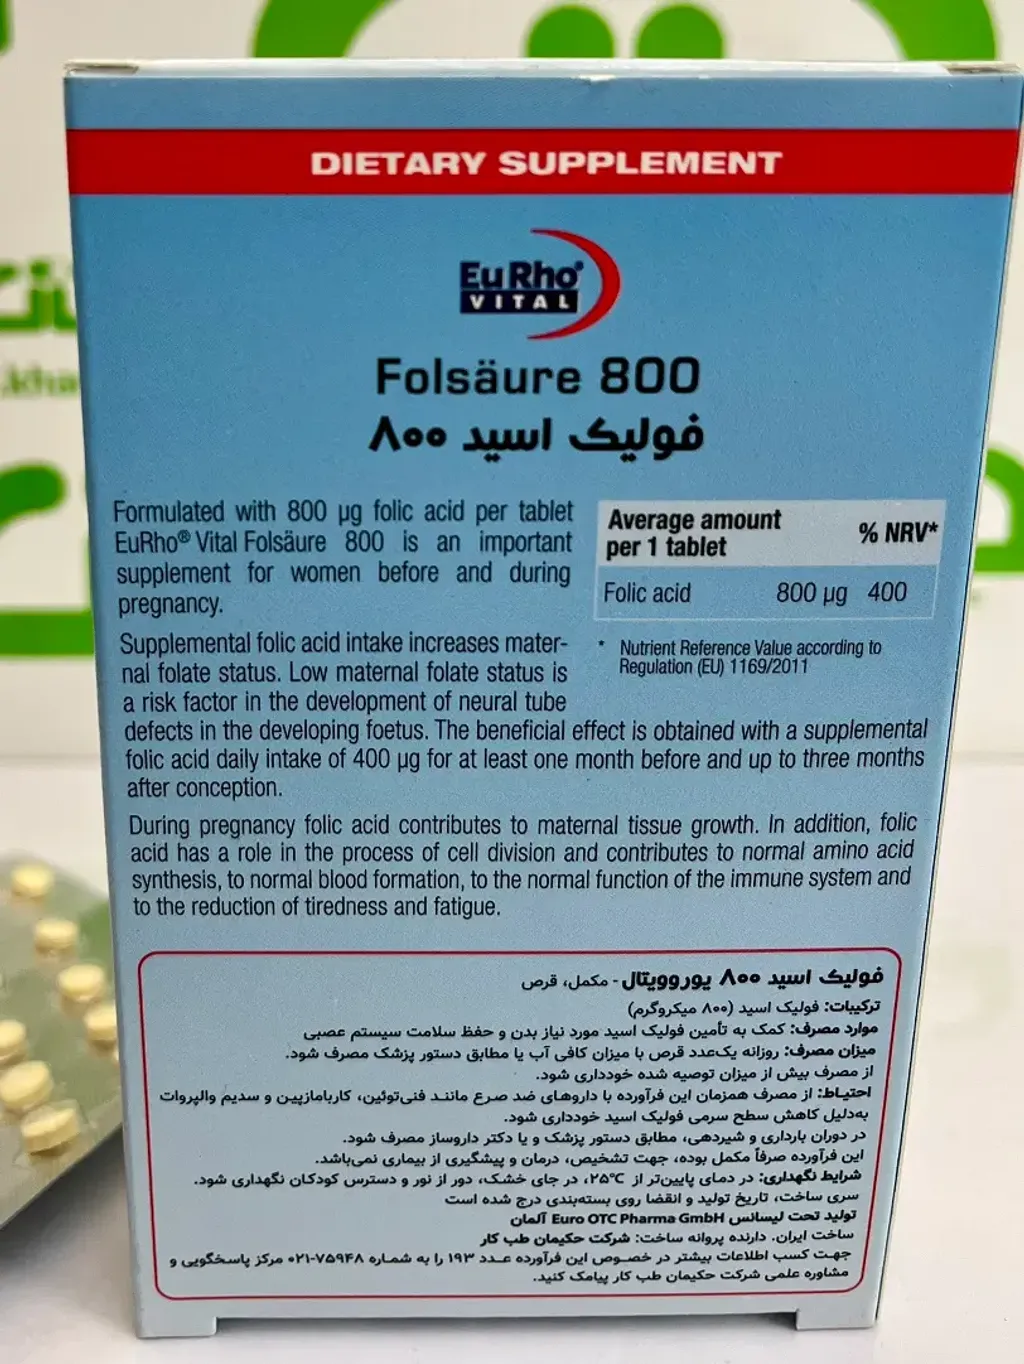 DIETARY SUPPLEMENT
EuRho®
VITAL
Folsäure 800
فولیک اسید ۸۰۰
Formulated with 800 µg folic acid per tablet
EuRho® Vital Folsäure 800 is an important
supplement for women before and during
pregnancy.
Average amount
per 1 tablet
% NRV*
Folic acid 800 µg 400
* Nutrient Reference Value according to
Regulation (EU) 1169/2011
Supplemental folic acid intake increases mater-
nal folate status. Low maternal folate status is
a risk factor in the development of neural tube
defects in the developing foetus. The beneficial effect is obtained with a supplemental
folic acid daily intake of 400 µg for at least one month before and up to three months
after conception.
During pregnancy folic acid contributes to maternal tissue growth. In addition, folic
acid has a role in the process of cell division and contributes to normal amino acid
synthesis, to normal blood formation, to the normal function of the immune system and
to the reduction of tiredness and fatigue.
فولیک اسید ۸۰۰ یوروویتال - مکمل، قرص
ترکیبات: فولیک اسید (۸۰۰ میکروگرم)
موارد مصرف: کمک به تأمین فولیک اسید مورد نیاز بدن و حفظ سلامت سیستم عصبی
میزان مصرف: روزانه یک‌عدد قرص با میزان کافی آب یا مطابق دستور پزشک مصرف شود.
از مصرف بیش از میزان توصیه شده خودداری شود.
احتیاط: از مصرف همزمان این فرآورده با داروهای ضد صرع مانند فنی‌توئین، کاربامازپین و سدیم والپروات
به‌دلیل کاهش سطح سرمی فولیک اسید خودداری شود.
در دوران بارداری و شیردهی، مطابق دستور پزشک و یا دکتر داروساز مصرف شود.
این فرآورده صرفاً مکمل بوده، جهت تشخیص، درمان و پیشگیری از بیماری نمی‌باشد.
شرایط نگهداری: در دمای پایین‌تر از ۲۵°C، در جای خشک، دور از نور و دسترس کودکان نگهداری شود.
سری ساخت، تاریخ تولید و انقضا روی بسته‌بندی درج شده است
تولید تحت لیسانس Euro OTC Pharma GmbH آلمان
ساخت ایران. دارنده پروانه ساخت: شرکت حکیمان طب کار
جهت کسب اطلاعات بیشتر در خصوص این فرآورده عدد ۱۹۳ را به شماره ۷۵۹۴۸-۰۲۱ مرکز پاسخگویی و
مشاوره علمی شرکت حکیمان طب کار پیامک کنید.